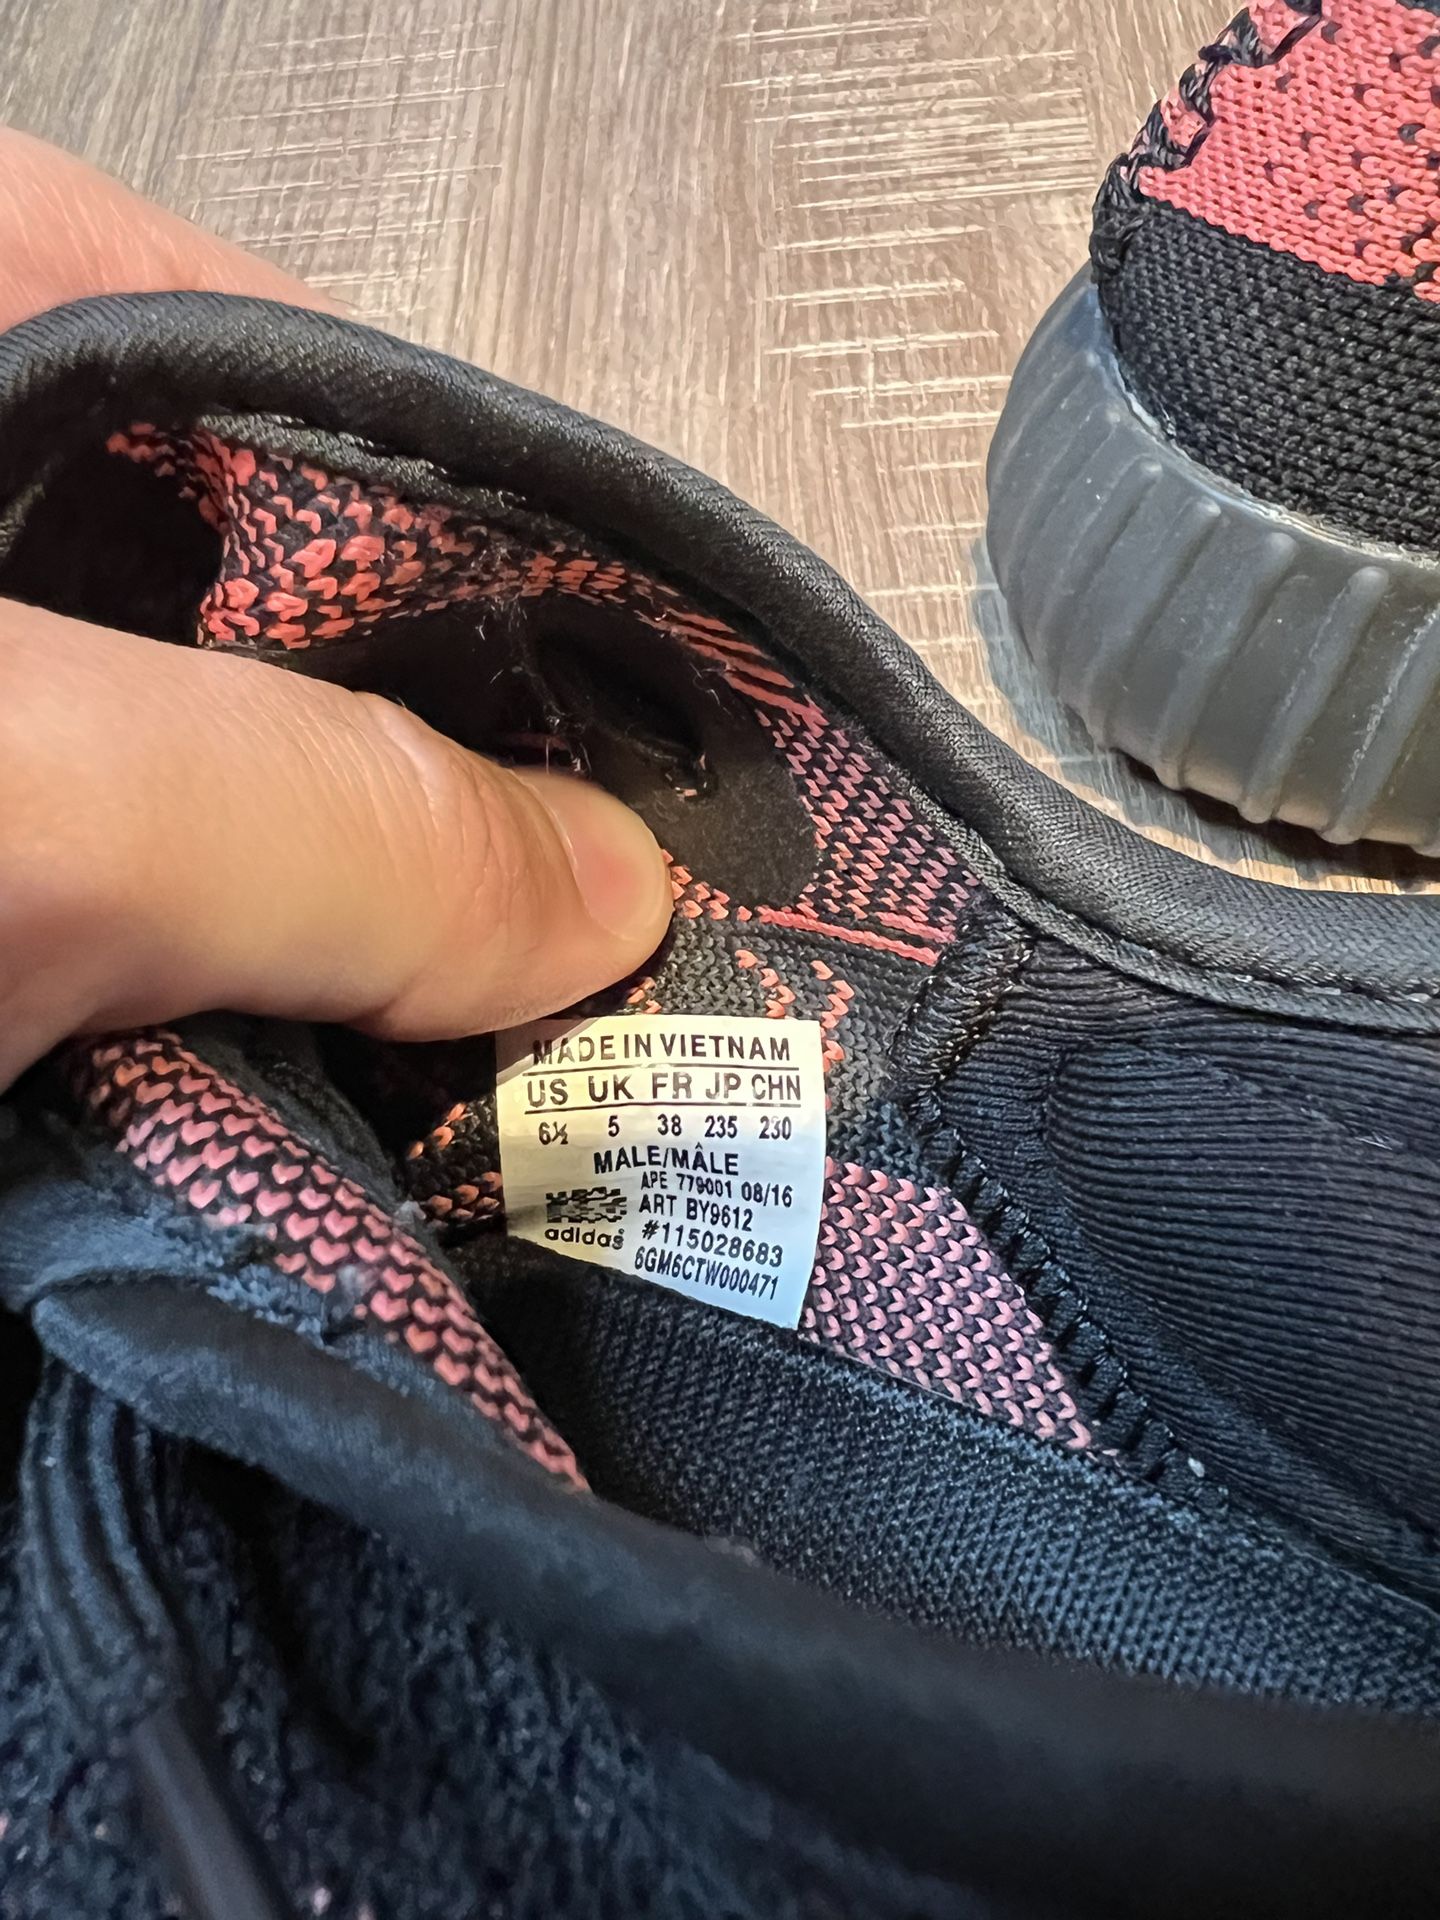 MADE IN VIETNAM
US UK FR JP CHN
6½ 5 38 235 230
MALE/MÂLE
APE 779001 08/16
ART BY9612
adidas #115028683
6GM6CTW000471